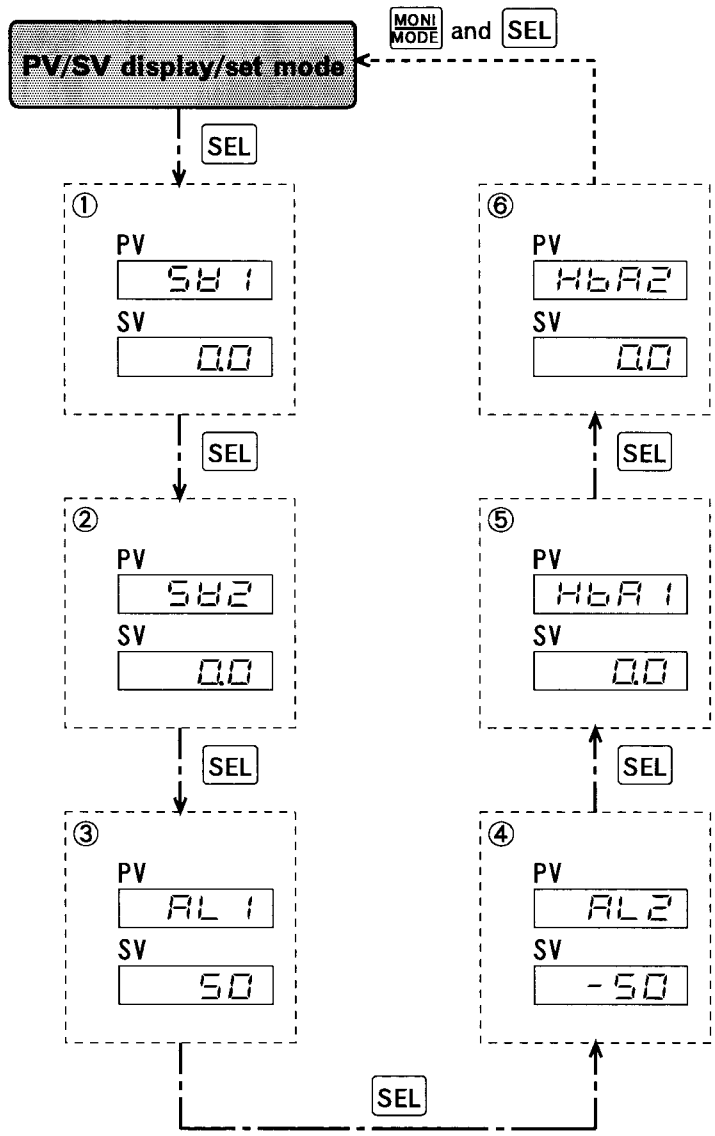 MONI
MODE and SEL
PV/SV display/set mode
SEL
①
PV
SV1
SV
0.0
SEL
②
PV
SV2
SV
0.0
SEL
③
PV
AL1
SV
50
SEL
④
PV
AL2
SV
-50
SEL
⑤
PV
HbA1
SV
0.0
SEL
⑥
PV
HbA2
SV
0.0